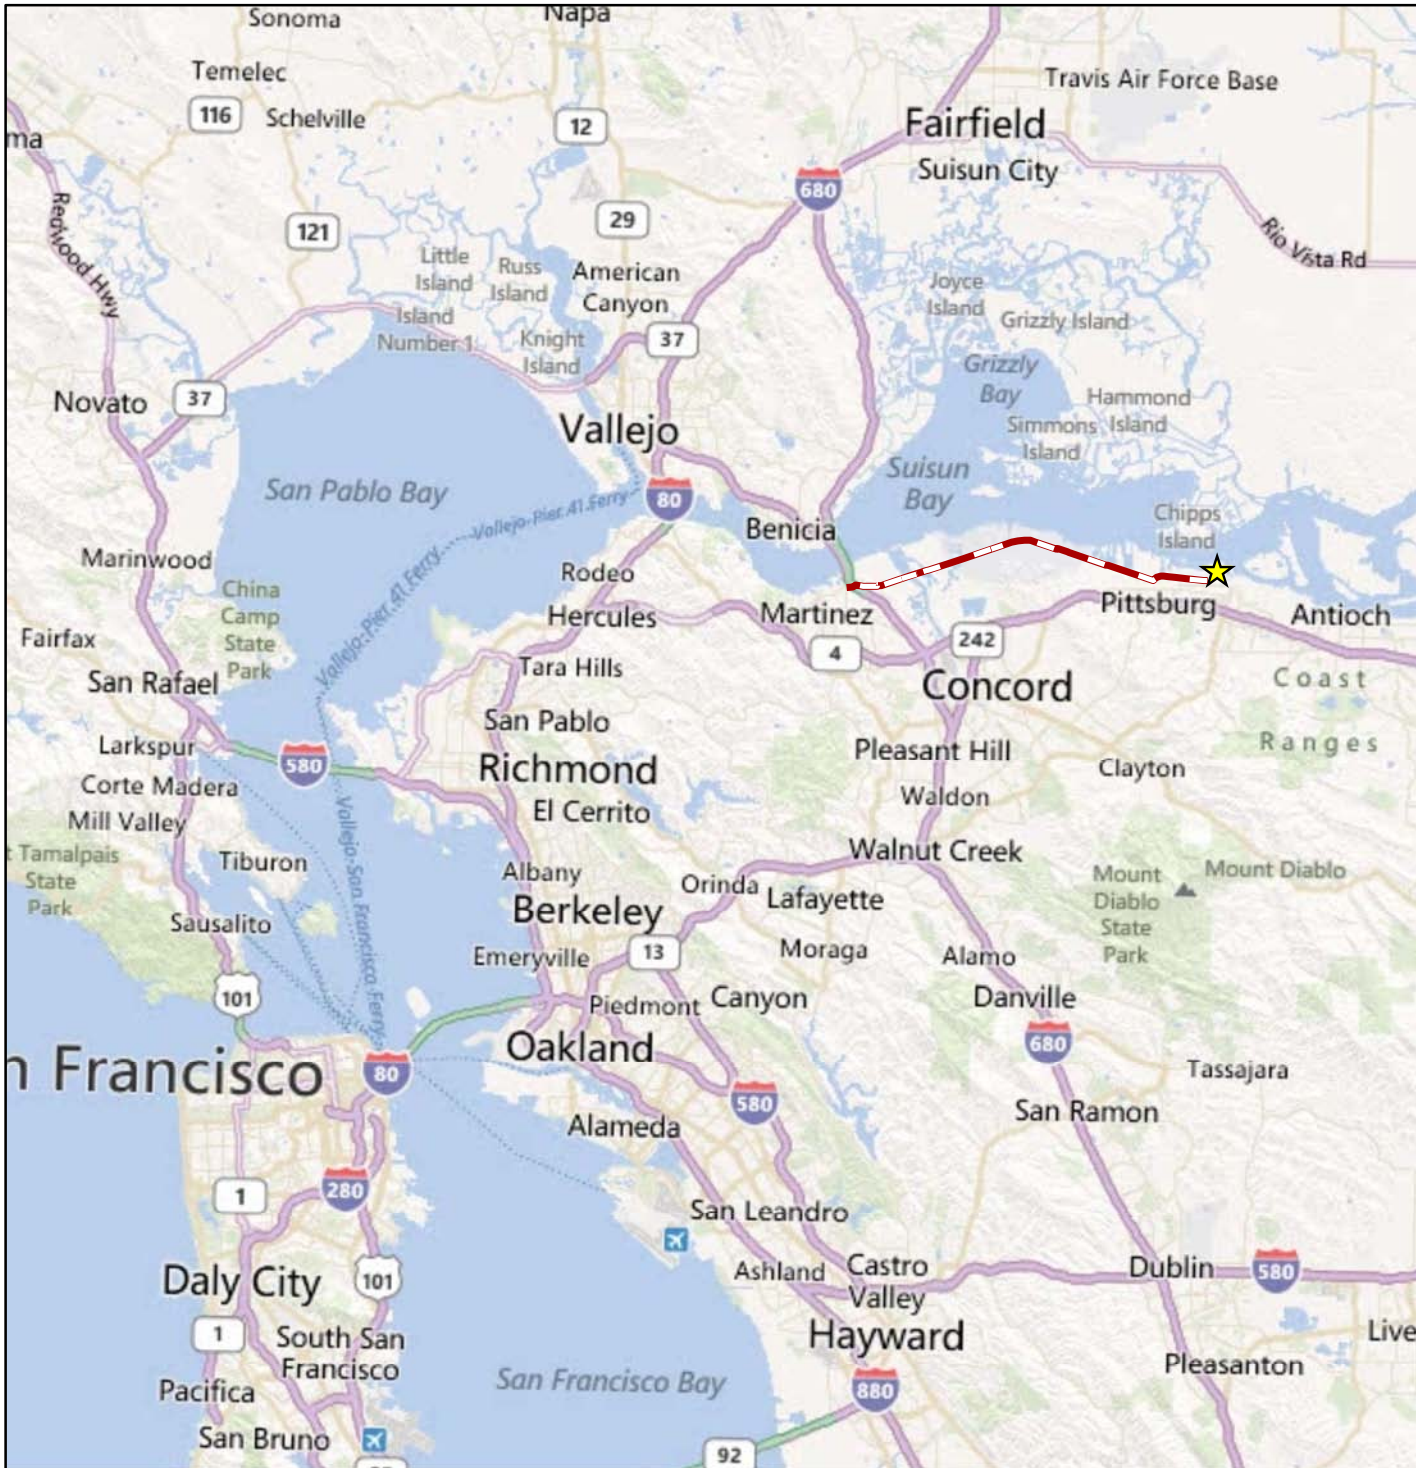 Sonoma
Napa
Temelec
Travis Air Force Base
116
Schelville
12
Fairfield
ma
Suisun City
680
Redwood Hwy
29
121
Rio Vista Rd
Little
Island
Russ
Island
American
Canyon
Joyce
Island
Island
Number 1
Grizzly Island
Knight
Island
37
Grizzly
Bay
Novato
37
Hammond
Island
Vallejo
Simmons
Island
San Pablo Bay
Suisun
Bay
80
Vallejo-Pier 41 Ferry
Benicia
Chipps
Island
Marinwood
Vallejo-Pier 41 Ferry
Rodeo
China
Camp
State
Park
Hercules
Martinez
Pittsburg
Antioch
Fairfax
Vallejo-Pier 41 Ferry
4
242
San Rafael
Tara Hills
Concord
Coast
Ranges
San Pablo
Larkspur
580
Richmond
Pleasant Hill
Clayton
Corte Madera
El Cerrito
Waldon
Mill Valley
Vallejo-San Francisco Ferry
t Tamalpais
State
Park
Tiburon
Albany
Orinda
Walnut Creek
Mount
Diablo
State
Park
Mount Diablo
Lafayette
Sausalito
Berkeley
Emeryville
13
Moraga
Alamo
101
Piedmont
Canyon
Danville
n Francisco
80
Oakland
680
Tassajara
580
San Ramon
Alameda
1
280
San Leandro
Daly City
101
Ashland
Castro
Valley
Dublin
580
1
South San
Francisco
Hayward
Live
Pacifica
San Francisco Bay
880
Pleasanton
San Bruno
92